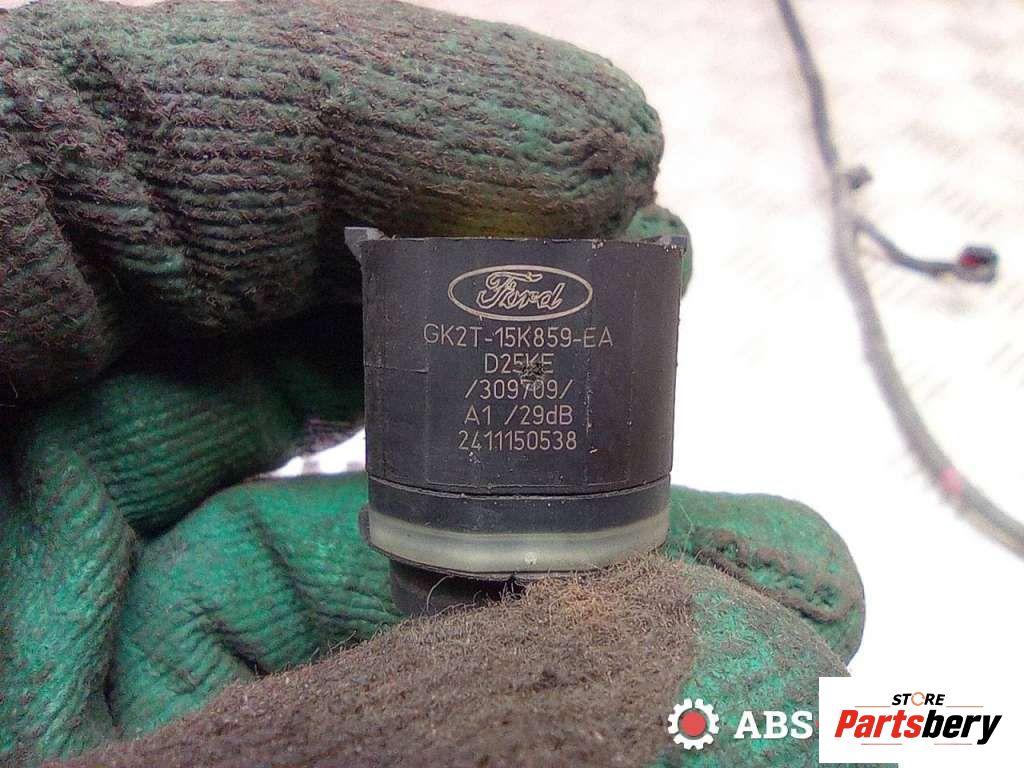 Ford
GK2T-15K859-EA
D25KE
/309709/
A1 /29dB
2411150538
ABS
STORE
Partsbery